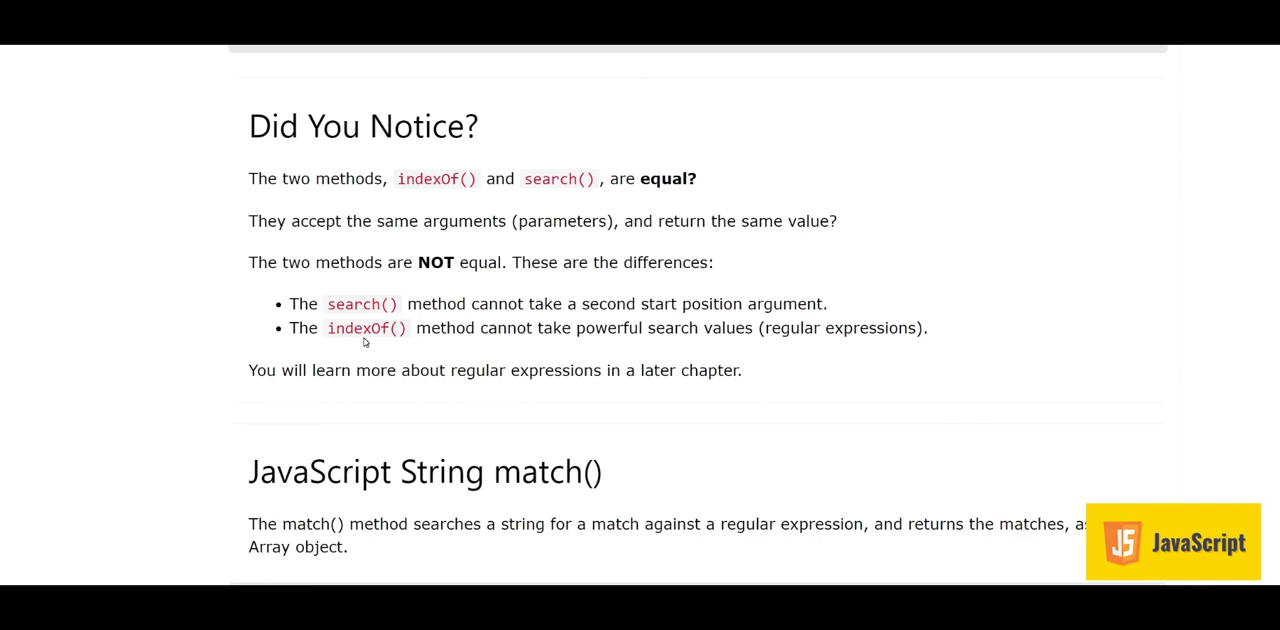 Did You Notice?
The two methods, indexOf() and search(), are equal?
They accept the same arguments (parameters), and return the same value?
The two methods are NOT equal. These are the differences:
• The search() method cannot take a second start position argument.
• The indexOf() method cannot take powerful search values (regular expressions).
You will learn more about regular expressions in a later chapter.
JavaScript String match()
The match() method searches a string for a match against a regular expression, and returns the matches,
Array object.
JS JavaScript